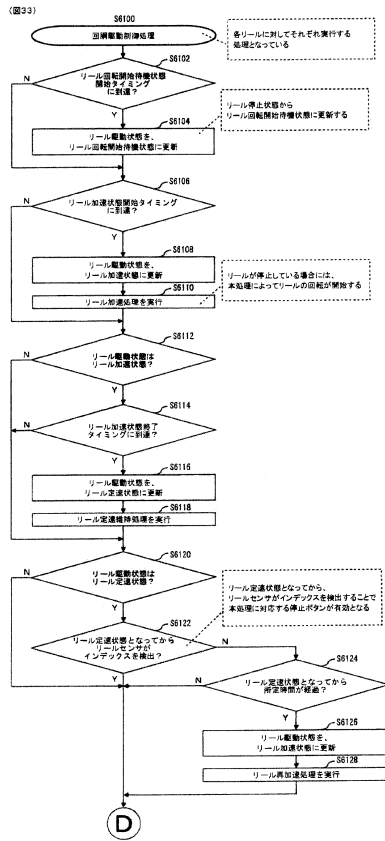 (図33)
S6100
回胴駆動制御処理
各リールに対してそれぞれ実行する
処理となっている
S6102
リール回転開始待機状態
開始タイミング
に到達?
N
Y
リール停止状態から
リール回転開始待機状態に更新する
S6104
リール駆動状態を、
リール回転開始待機状態に更新
S6106
リール加速状態開始タイミング
に到達?
N
Y
S6108
リール駆動状態を、
リール加速状態に更新
S6110
リール加速処理を実行
リールが停止している場合には、
本処理によってリールの回転が開始する
S6112
リール駆動状態は
リール加速状態?
N
Y
S6114
リール加速状態終了
タイミングに到達?
N
Y
S6116
リール駆動状態を、
リール定速状態に更新
S6118
リール定速維持処理を実行
S6120
リール駆動状態は
リール定速状態?
N
Y
リール定速状態となってから、
リールセンサがインデックスを検出することで
本処理に対応する停止ボタンが有効となる
S6122
リール定速状態となってから
リールセンサが
インデックスを検出?
N
Y
S6124
リール定速状態となってから
所定時間が経過?
N
Y
S6126
リール駆動状態を、
リール加速状態に更新
S6128
リール再加速処理を実行
D